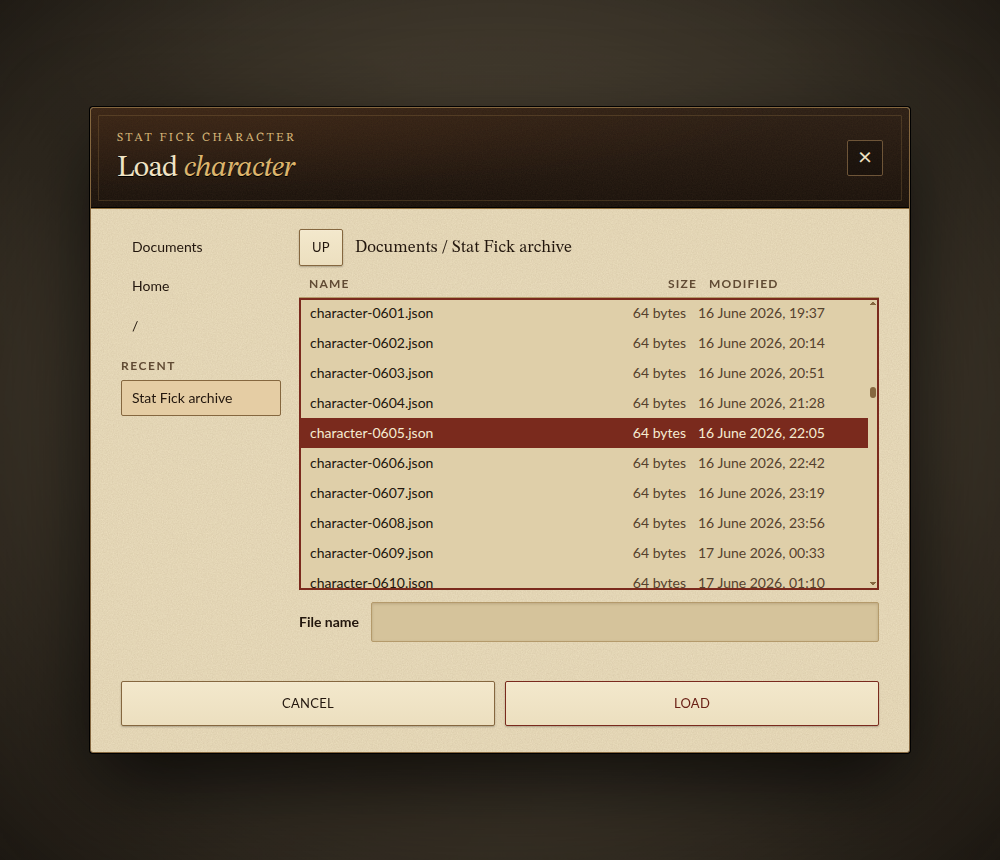 STAT FICK CHARACTER
Load character
✕
Documents
Home
/
RECENT
Stat Fick archive
UP Documents / Stat Fick archive
NAME SIZE MODIFIED
character-0601.json 64 bytes 16 June 2026, 19:37
character-0602.json 64 bytes 16 June 2026, 20:14
character-0603.json 64 bytes 16 June 2026, 20:51
character-0604.json 64 bytes 16 June 2026, 21:28
character-0605.json 64 bytes 16 June 2026, 22:05
character-0606.json 64 bytes 16 June 2026, 22:42
character-0607.json 64 bytes 16 June 2026, 23:19
character-0608.json 64 bytes 16 June 2026, 23:56
character-0609.json 64 bytes 17 June 2026, 00:33
character-0610.json 64 bytes 17 June 2026, 01:10
File name
CANCEL LOAD